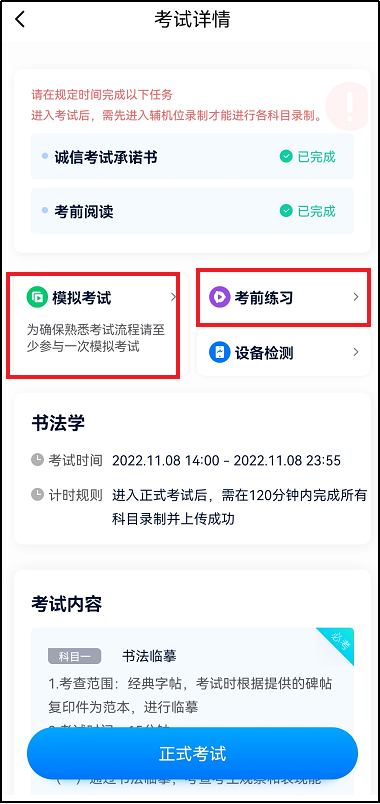 考试详情
请在规定时间完成以下任务
进入考试后，需先进入辅机位录制才能进行各科目录制。
诚信考试承诺书 已完成
考前阅读 已完成
模拟考试
为确保熟悉考试流程请至
少参与一次模拟考试
考前练习
设备检测
书法学
考试时间 2022.11.08 14:00 - 2022.11.08 23:55
计时规则 进入正式考试后，需在120分钟内完成所有
科目录制并上传成功
考试内容
必考
科目一 书法临摹
1.考查范围：经典字帖，考试时根据提供的碑帖
复印件为范本，进行临摹
正式考试